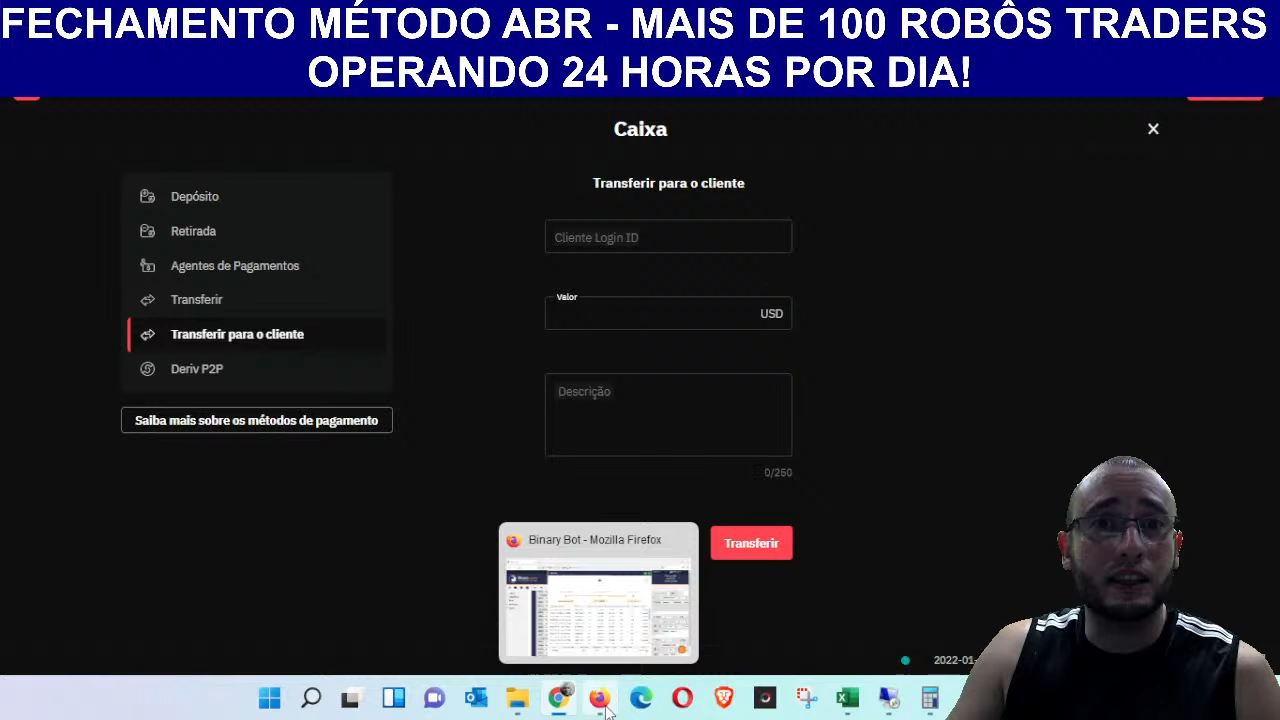 FECHAMENTO MÉTODO ABR - MAIS DE 100 ROBÔS TRADERS
OPERANDO 24 HORAS POR DIA!
Caixa
Depósito
Retirada
Agentes de Pagamentos
Transferir
Transferir para o cliente
Deriv P2P
Saiba mais sobre os métodos de pagamento
Transferir para o cliente
Cliente Login ID
Valor
USD
Descrição
0/250
Binary Bot - Mozilla Firefox
Transferir
2022-01-